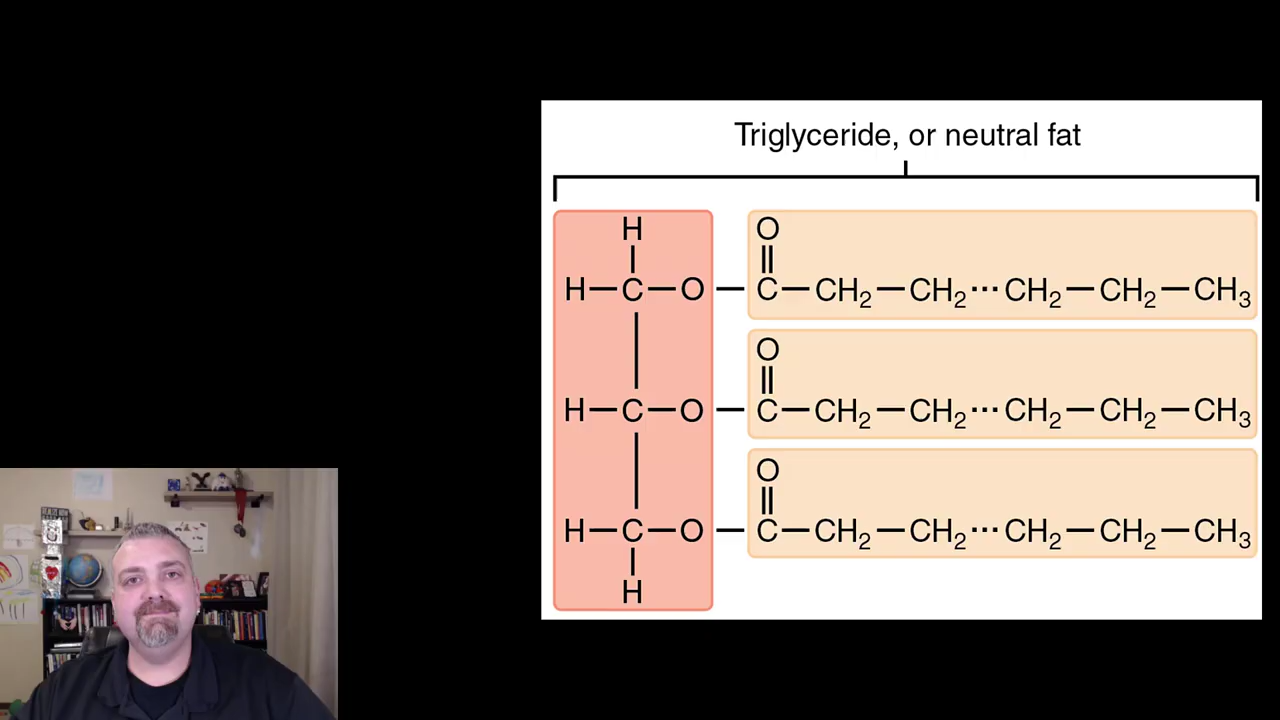 Triglyceride, or neutral fat
H O
H—C—O—C—CH₂—CH₂···CH₂—CH₂—CH₃
O
H—C—O—C—CH₂—CH₂···CH₂—CH₂—CH₃
O
H—C—O—C—CH₂—CH₂···CH₂—CH₂—CH₃
H